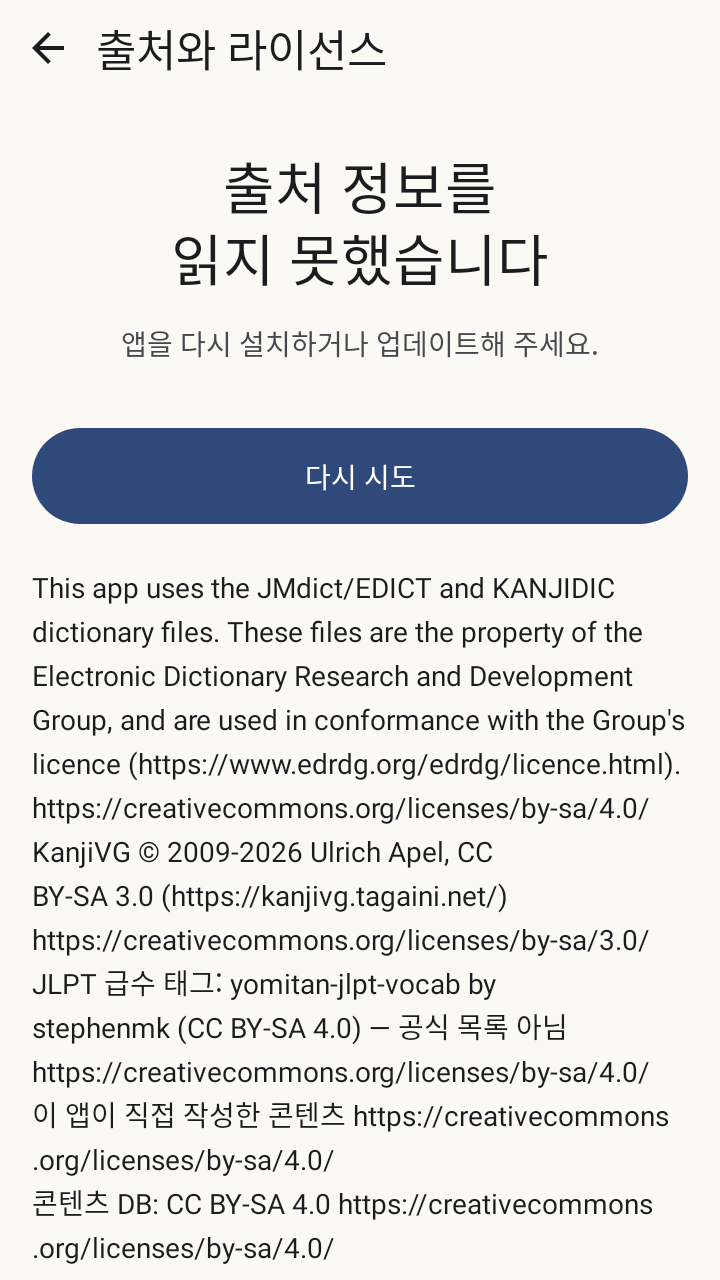 출처와 라이선스
출처 정보를
읽지 못했습니다
앱을 다시 설치하거나 업데이트해 주세요.
다시 시도
This app uses the JMdict/EDICT and KANJIDIC
dictionary files. These files are the property of the
Electronic Dictionary Research and Development
Group, and are used in conformance with the Group's
licence (https://www.edrdg.org/edrdg/licence.html).
https://creativecommons.org/licenses/by-sa/4.0/
KanjiVG © 2009-2026 Ulrich Apel, CC
BY-SA 3.0 (https://kanjivg.tagaini.net/)
https://creativecommons.org/licenses/by-sa/3.0/
JLPT 급수 태그: yomitan-jlpt-vocab by
stephenmk (CC BY-SA 4.0) — 공식 목록 아님
https://creativecommons.org/licenses/by-sa/4.0/
이 앱이 직접 작성한 콘텐츠 https://creativecommons
.org/licenses/by-sa/4.0/
콘텐츠 DB: CC BY-SA 4.0 https://creativecommons
.org/licenses/by-sa/4.0/